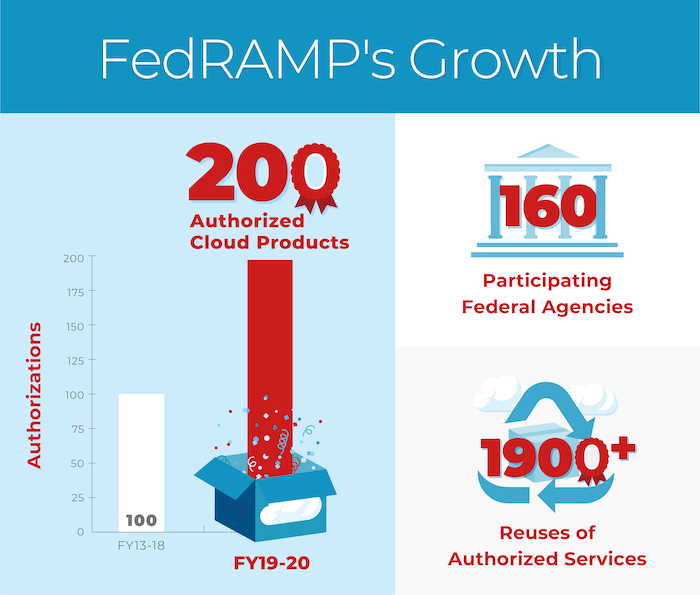 FedRAMP's Growth
200
Authorized
Cloud Products
Authorizations
200
175
150
125
100
75
50
25
0
100
FY13-18
FY19-20
160
Participating
Federal Agencies
1900+
Reuses of
Authorized Services